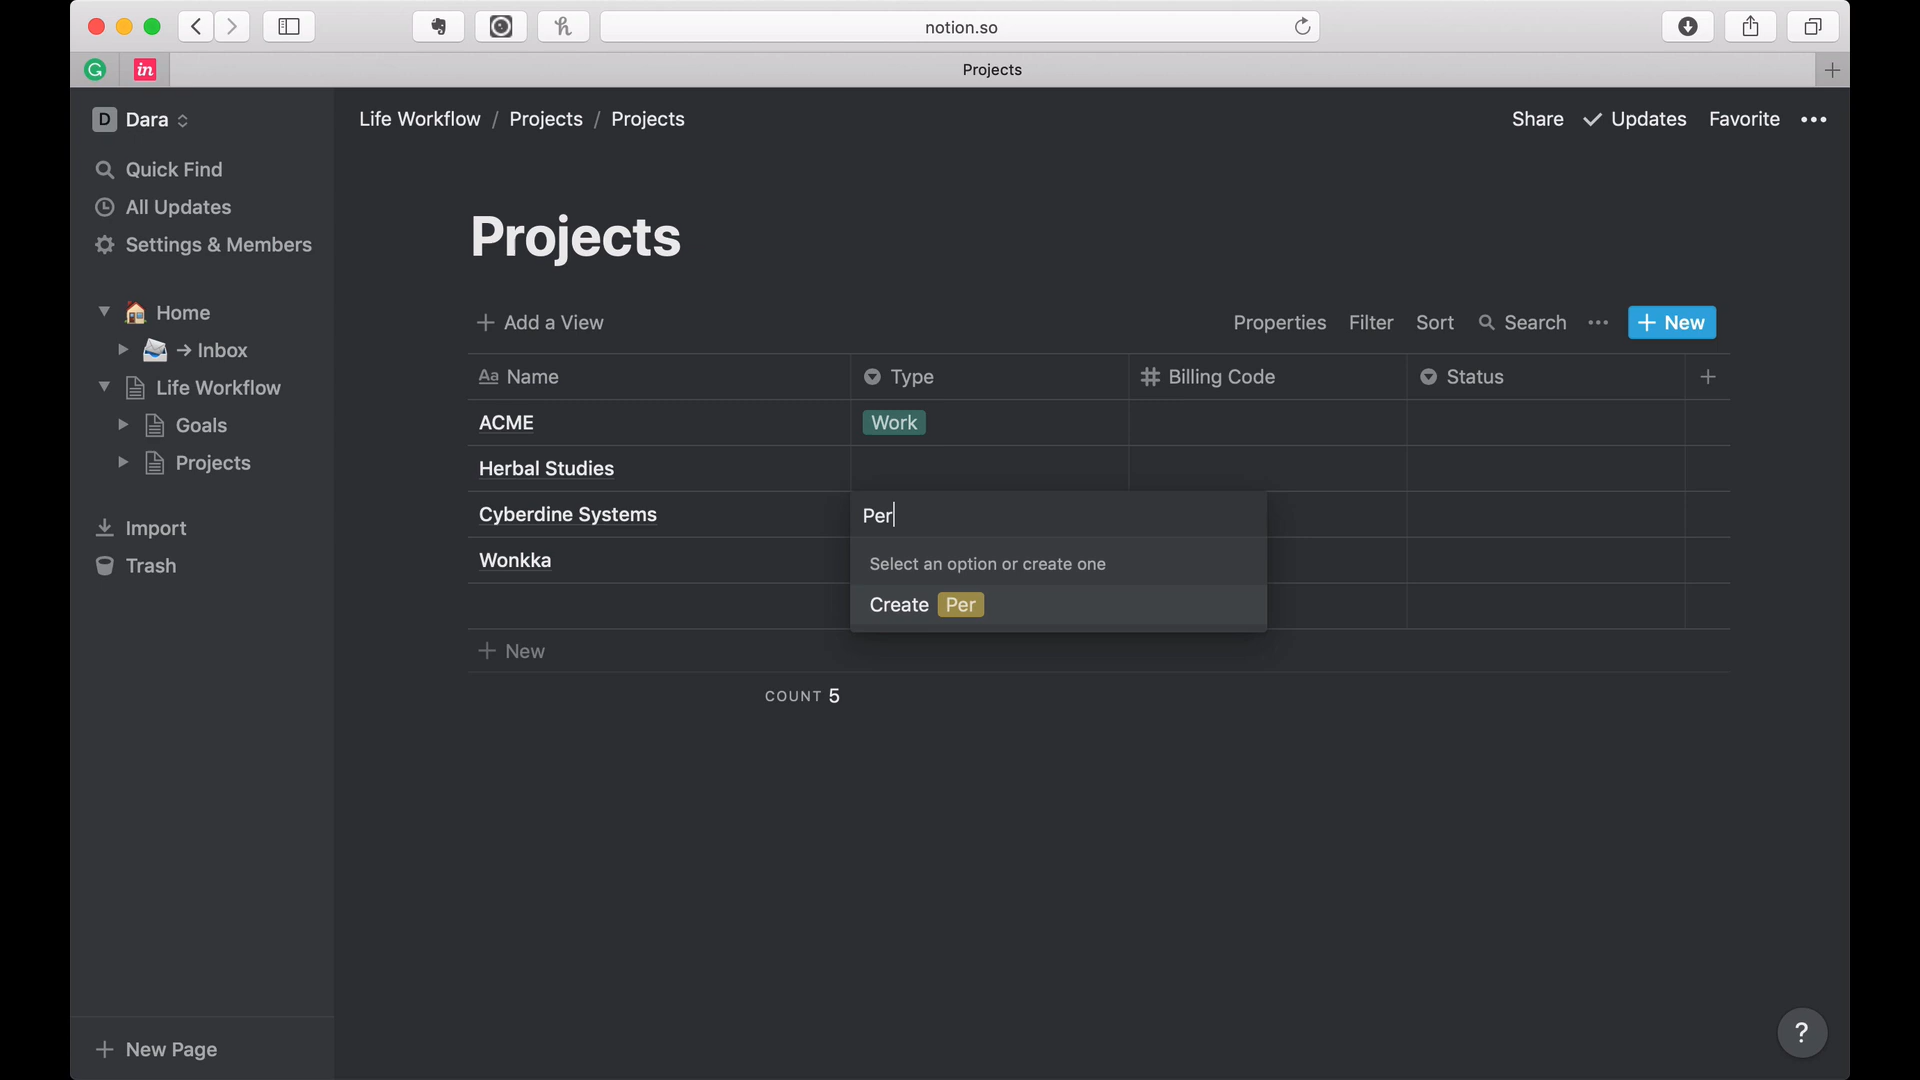 notion.so
G
in
Projects
D Dara
Life Workflow / Projects / Projects
Share Updates Favorite •••
Quick Find
All Updates
Settings & Members
Home
→ Inbox
Life Workflow
Goals
Projects
Import
Trash
+ New Page
Projects
+ Add a View
Properties Filter Sort Search ••• + New
Aa Name Type # Billing Code Status +
ACME Work
Herbal Studies
Cyberdine Systems
Per
Wonkka
Select an option or create one
Create Per
+ New
COUNT 5
?